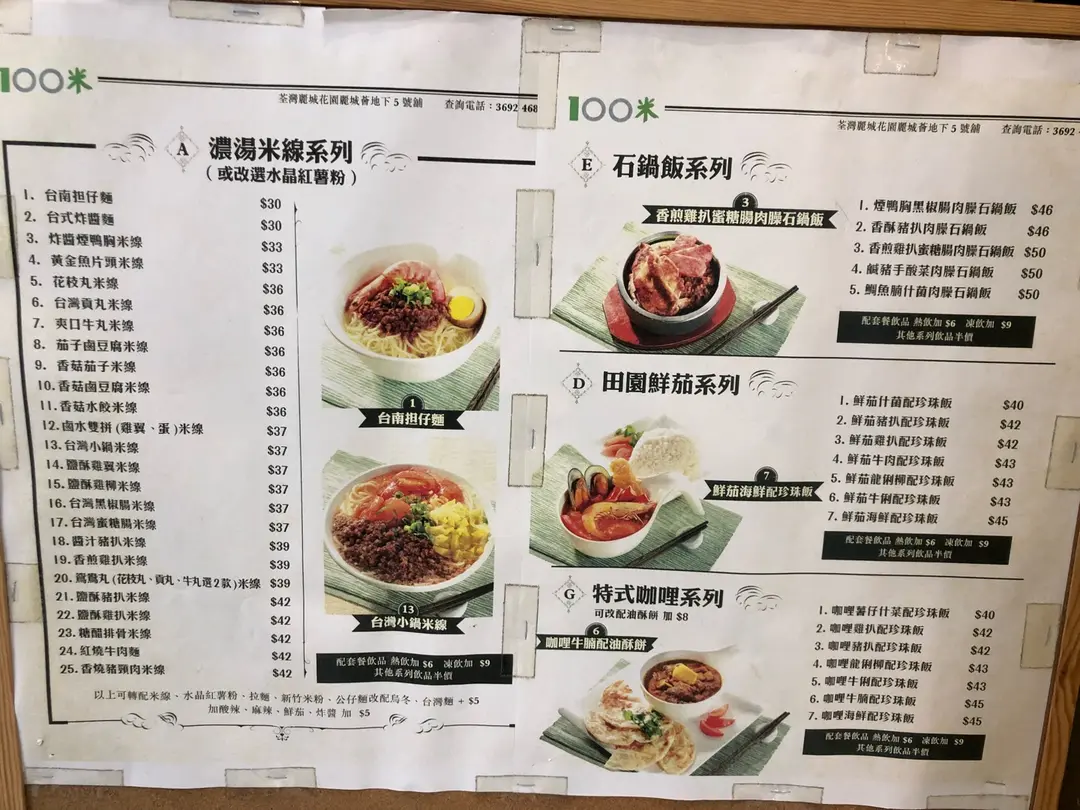 100米
荃灣麗城花園麗城薈地下 5 號舖 查詢電話：3692 468
A 濃湯米線系列
（或改選水晶紅薯粉）
1. 台南担仔麵 $30
2. 台式炸醬麵 $30
3. 炸醬煙鴨胸米線 $33
4. 黃金魚片頭米線 $33
5. 花枝丸米線 $36
6. 台灣貢丸米線 $36
7. 爽口牛丸米線 $36
8. 茄子鹵豆腐米線 $36
9. 香菇茄子米線 $36
10.香菇鹵豆腐米線 $36
11.香菇水餃米線 $36
12.鹵水雙拼(雞翼、蛋)米線 $37
13.台灣小鍋米線 $37
14.鹽酥雞翼米線 $37
15.鹽酥雞柳米線 $37
16.台灣黑椒腸米線 $37
17.台灣蜜糖腸米線 $37
18.醬汁豬扒米線 $39
19.香煎雞扒米線 $39
20.鴛鴦丸(花枝丸、貢丸、牛丸選2款)米線 $39
21.鹽酥豬扒米線 $42
22.鹽酥雞扒米線 $42
23.糖醋排骨米線 $42
24.紅燒牛肉麵 $42
25.香燒豬頸肉米線 $42
1
台南担仔麵
13
台灣小鍋米線
配套餐飲品 熱飲加 $6 凍飲加 $9
其他系列飲品半價
以上可轉配米線、水晶紅薯粉、拉麵、新竹米粉、公仔麵改配烏冬、台灣麵 + $5
加酸辣、麻辣、鮮茄、炸醬 加 $5
100米
荃灣麗城花園麗城薈地下 5 號舖 查詢電話：3692
E 石鍋飯系列
3
香煎雞扒蜜糖腸肉臊石鍋飯
1. 煙鴨胸黑椒腸肉臊石鍋飯 $46
2. 香酥豬扒肉臊石鍋飯 $46
3. 香煎雞扒蜜糖腸肉臊石鍋飯 $50
4. 鹹豬手酸菜肉臊石鍋飯 $50
5. 鯛魚腩什菌肉臊石鍋飯 $50
配套餐飲品 熱飲加 $6 凍飲加 $9
其他系列飲品半價
D 田園鮮茄系列
7
鮮茄海鮮配珍珠飯
1. 鮮茄什菌配珍珠飯 $40
2. 鮮茄豬扒配珍珠飯 $42
3. 鮮茄雞扒配珍珠飯 $42
4. 鮮茄牛肉配珍珠飯 $43
5. 鮮茄龍脷柳配珍珠飯 $43
6. 鮮茄牛脷配珍珠飯 $43
7. 鮮茄海鮮配珍珠飯 $45
配套餐飲品 熱飲加 $6 凍飲加 $9
其他系列飲品半價
G 特式咖喱系列
可改配油酥餅 加 $8
6
咖喱牛腩配油酥餅
1. 咖喱薯仔什菜配珍珠飯 $40
2. 咖喱雞扒配珍珠飯 $42
3. 咖喱豬扒配珍珠飯 $42
4. 咖喱龍脷柳配珍珠飯 $43
5. 咖喱牛脷配珍珠飯 $43
6. 咖喱牛腩配珍珠飯 $45
7. 咖喱海鮮配珍珠飯 $45
配套餐飲品 熱飲加 $6 凍飲加 $9
其他系列飲品半價